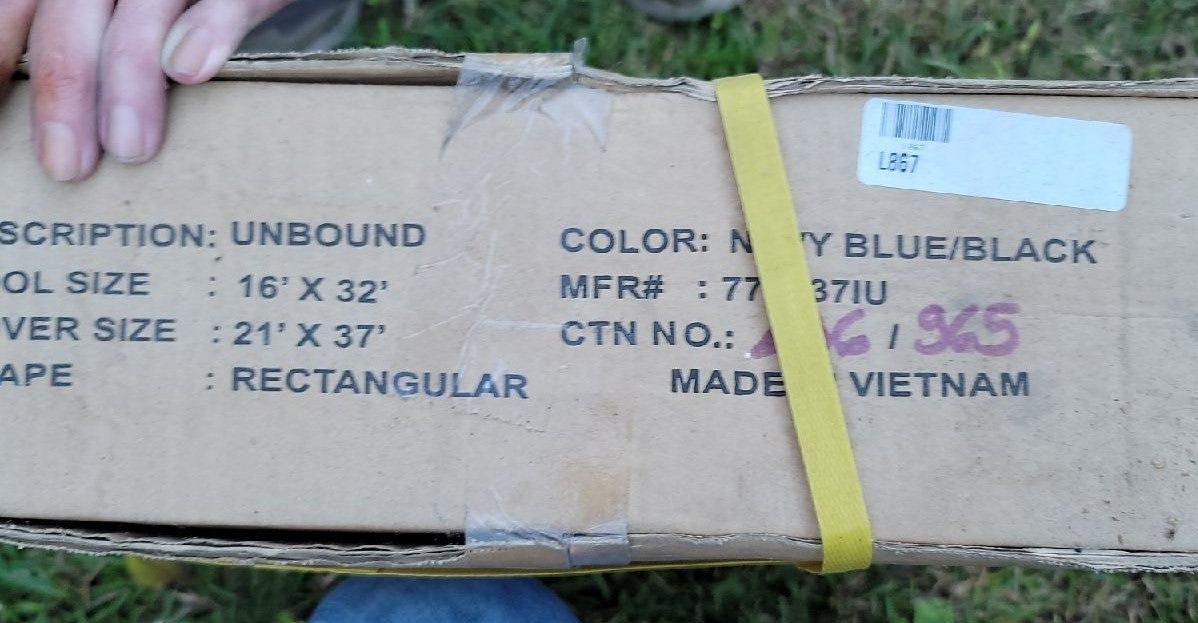 L867
UNBOUND
COLOR: BLUE/BLACK
OL SIZE : 16' X 32'
MFR# : 77 37IU
VER SIZE : 21' X 37'
CTN NO.: 6 / 965
APE : RECTANGULAR
MADE VIETNAM